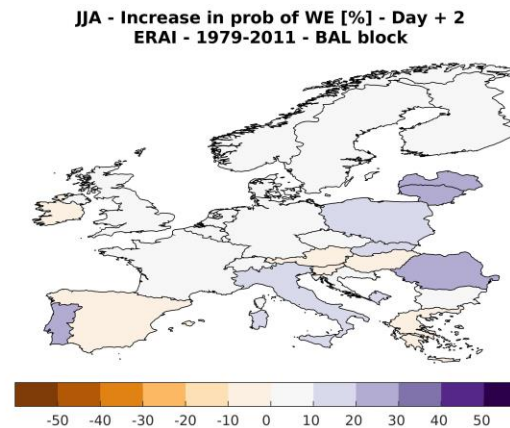 JJA - Increase in prob of WE [%] - Day + 2
ERAI - 1979-2011 - BAL block
-50 -40 -30 -20 -10 0 10 20 30 40 50